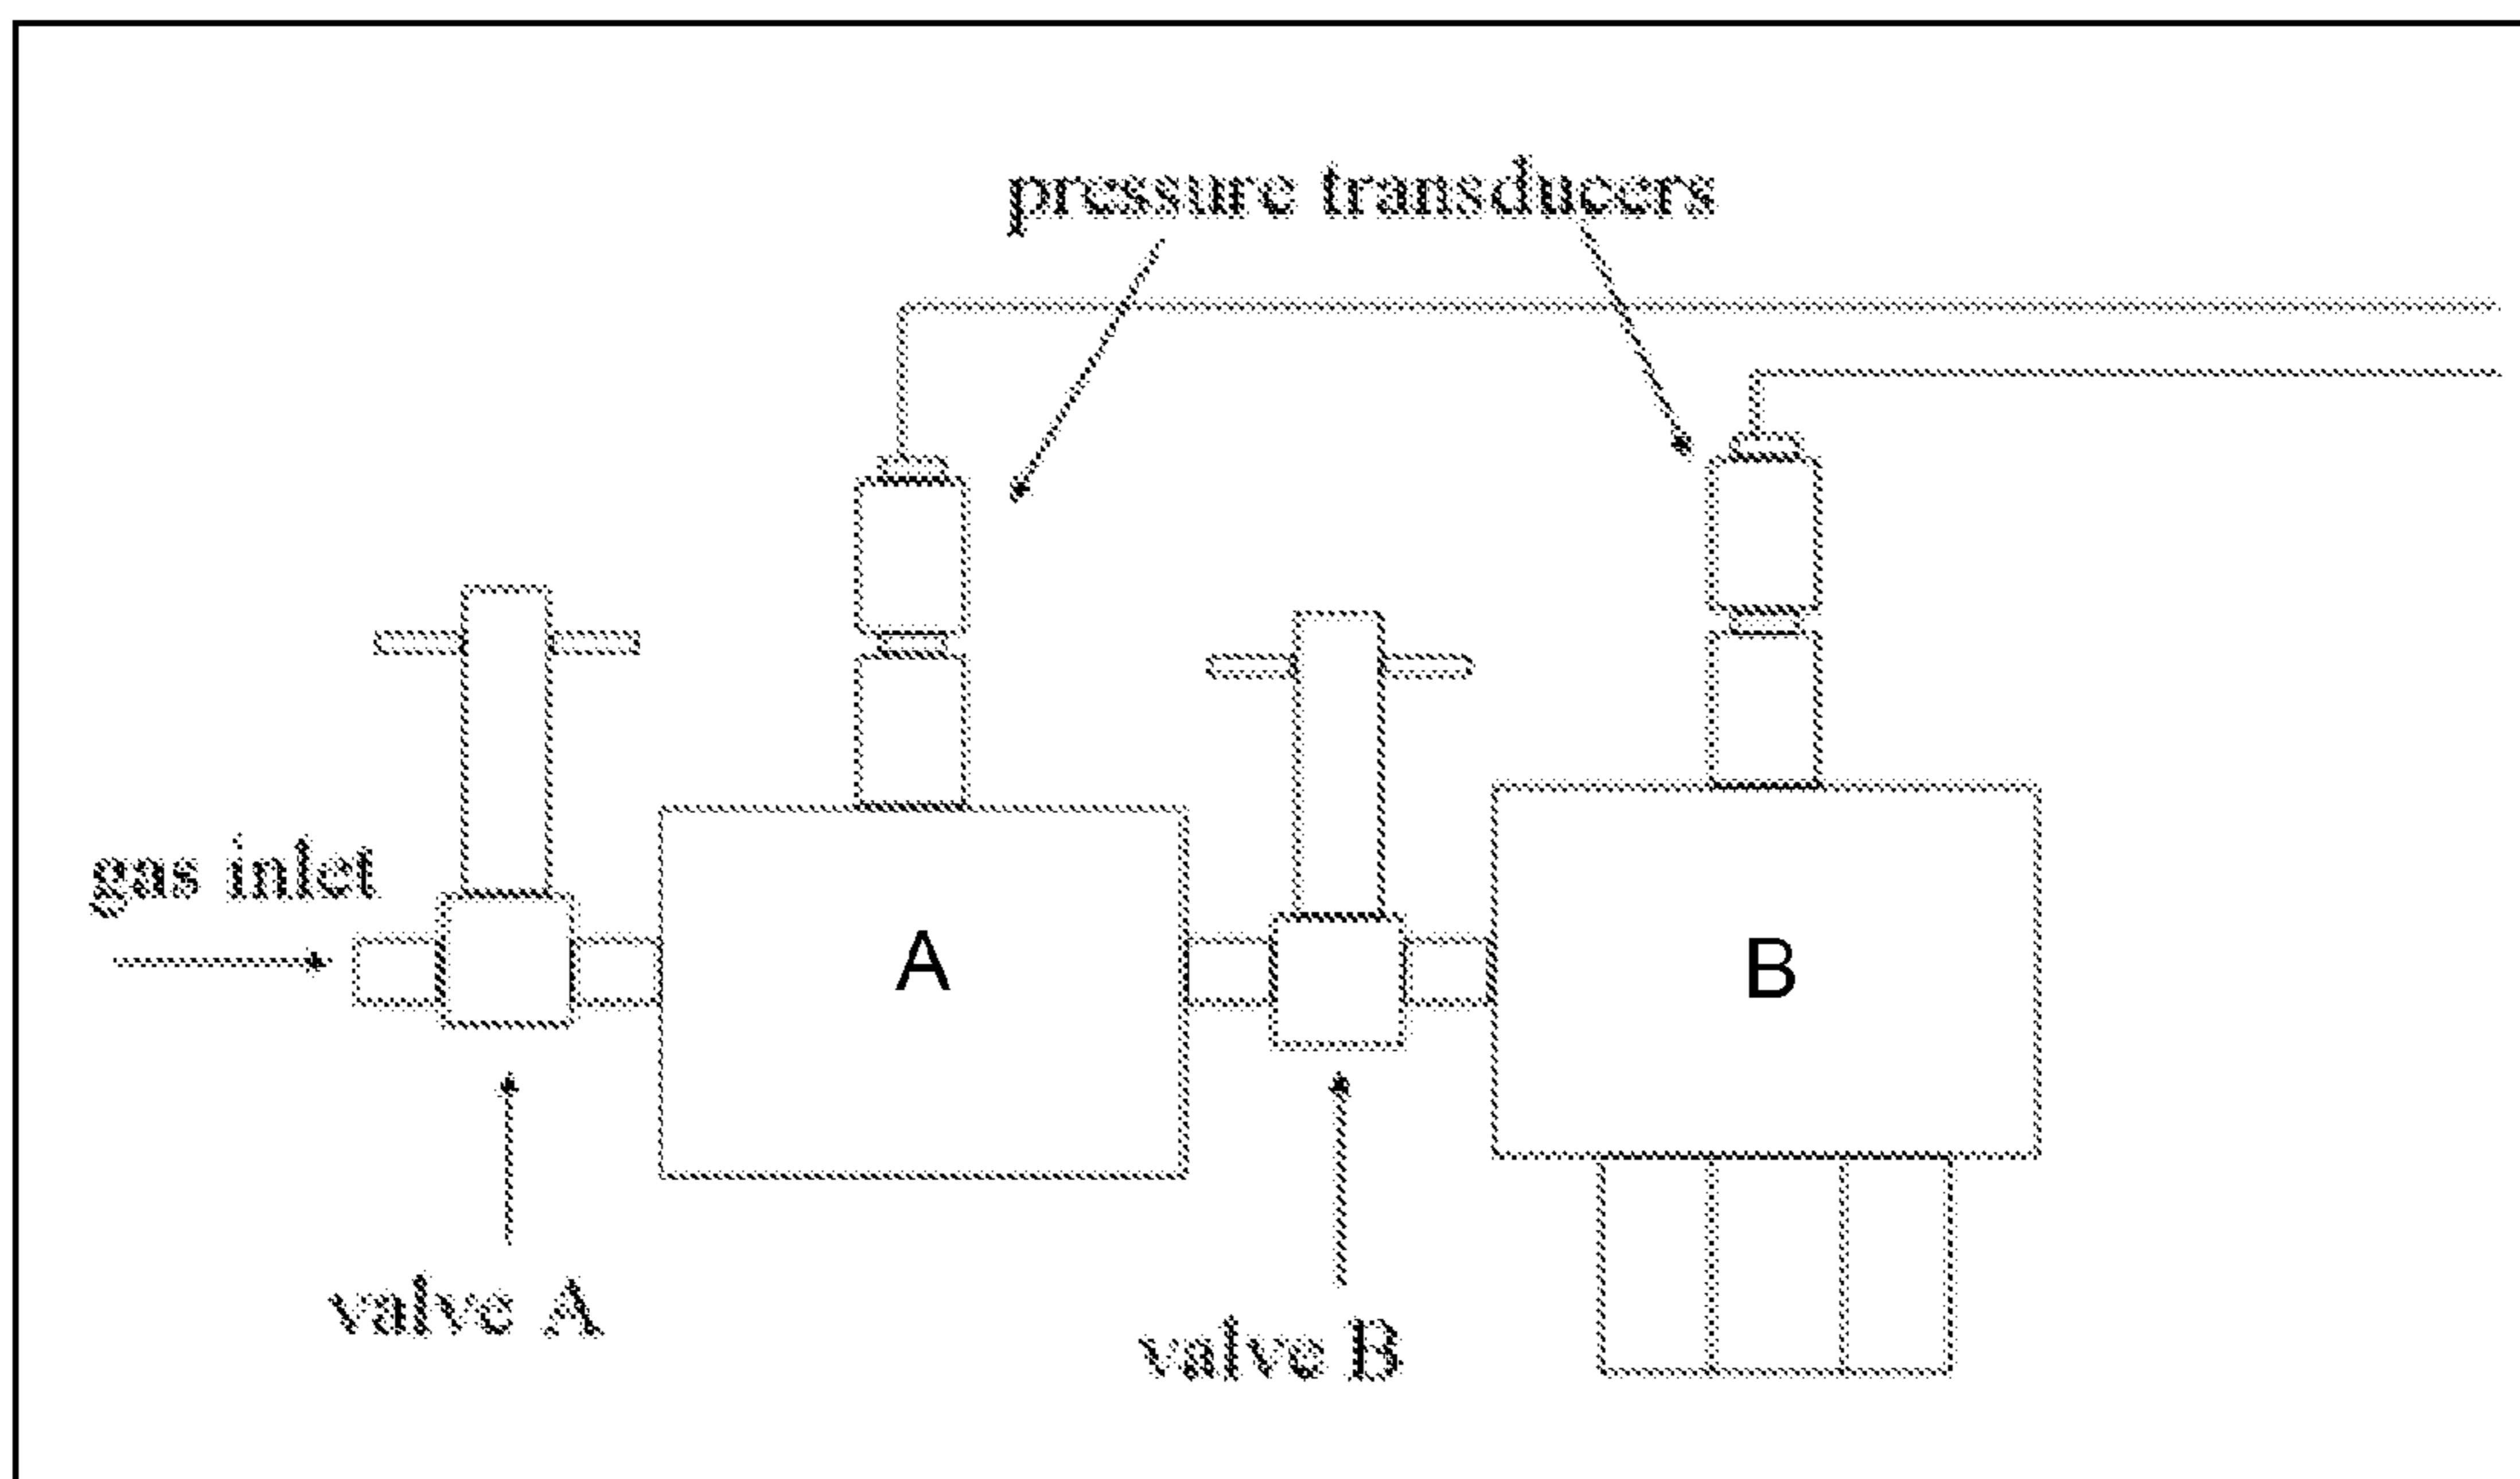 pressure transducers
gas inlet
A
B
valve A
valve B